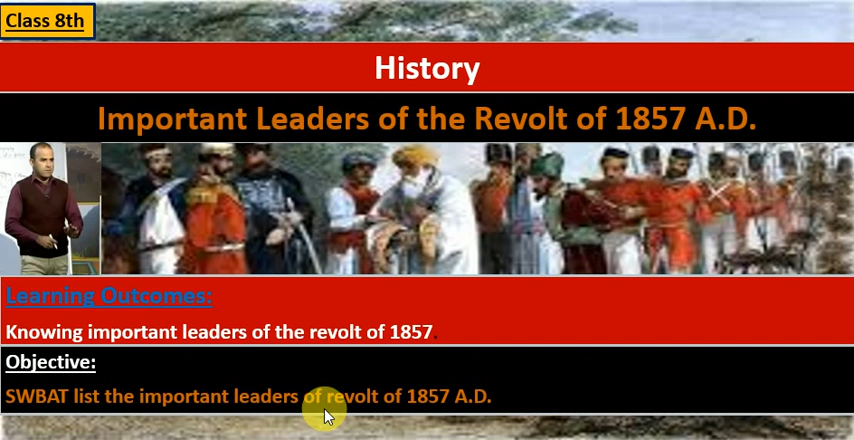 Class 8th
History
Important Leaders of the Revolt of 1857 A.D.
Learning Outcomes:
Knowing important leaders of the revolt of 1857.
Objective:
SWBAT list the important leaders of revolt of 1857 A.D.